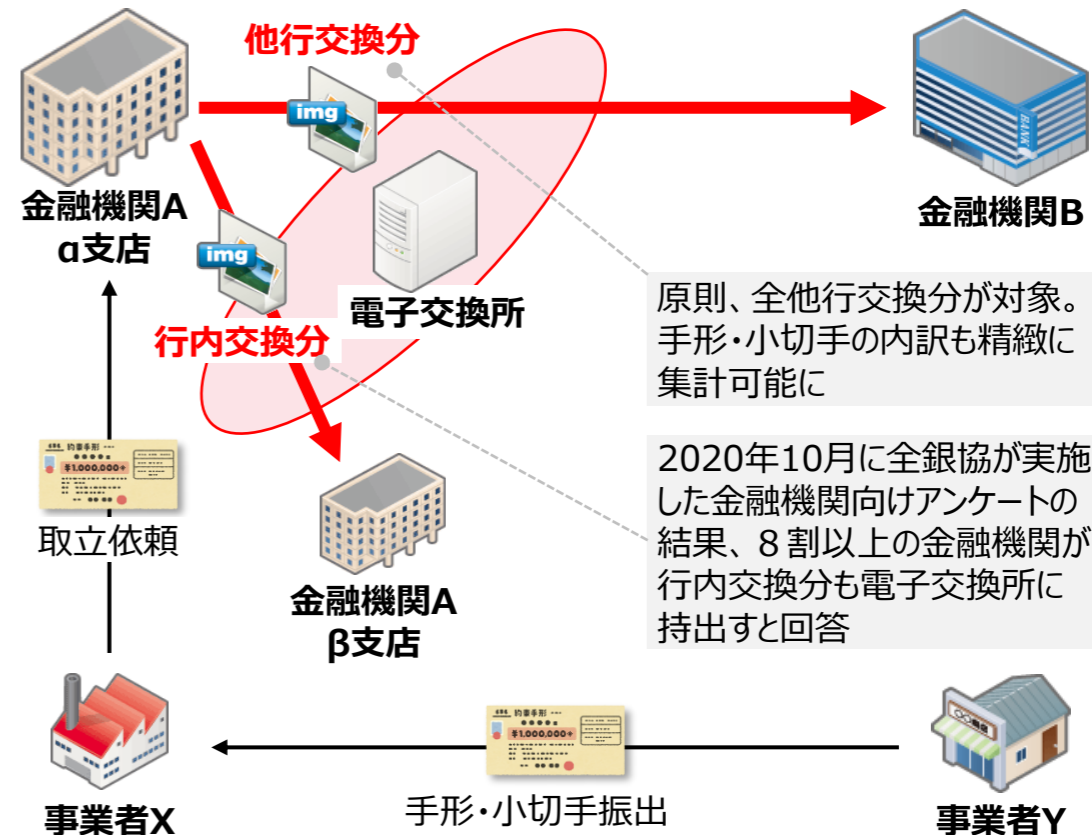 他行交換分
img
BANK
金融機関A
α支店
金融機関B
img
電子交換所
行内交換分
原則、全他行交換分が対象。
手形・小切手の内訳も精緻に
集計可能に
約束手形
¥1,000,000※
取立依頼
2020年10月に全銀協が実施
した金融機関向けアンケートの
結果、８割以上の金融機関が
行内交換分も電子交換所に
持出すと回答
金融機関A
β支店
約束手形
¥1,000,000※
〇〇商店
手形・小切手振出
事業者X
事業者Y